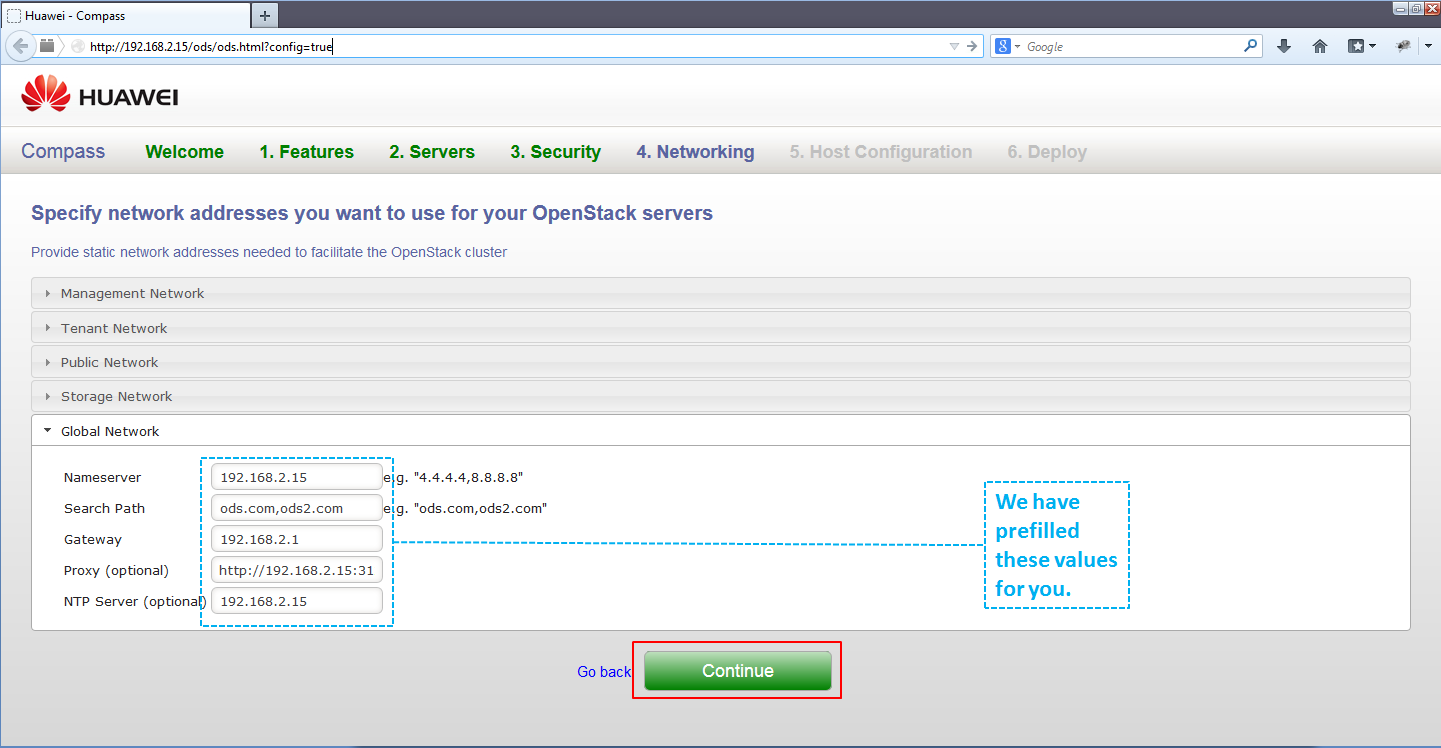 Huawei - Compass
http://192.168.2.15/ods/ods.html?config=true
Google
HUAWEI
Compass Welcome 1. Features 2. Servers 3. Security 4. Networking 5. Host Configuration 6. Deploy
Specify network addresses you want to use for your OpenStack servers
Provide static network addresses needed to facilitate the OpenStack cluster
Management Network
Tenant Network
Public Network
Storage Network
Global Network
Nameserver 192.168.2.15 e.g. "4.4.4.4,8.8.8.8"
Search Path ods.com,ods2.com e.g. "ods.com,ods2.com"
Gateway 192.168.2.1
Proxy (optional) http://192.168.2.15:31
NTP Server (optional) 192.168.2.15
We have
prefilled
these values
for you.
Go back Continue